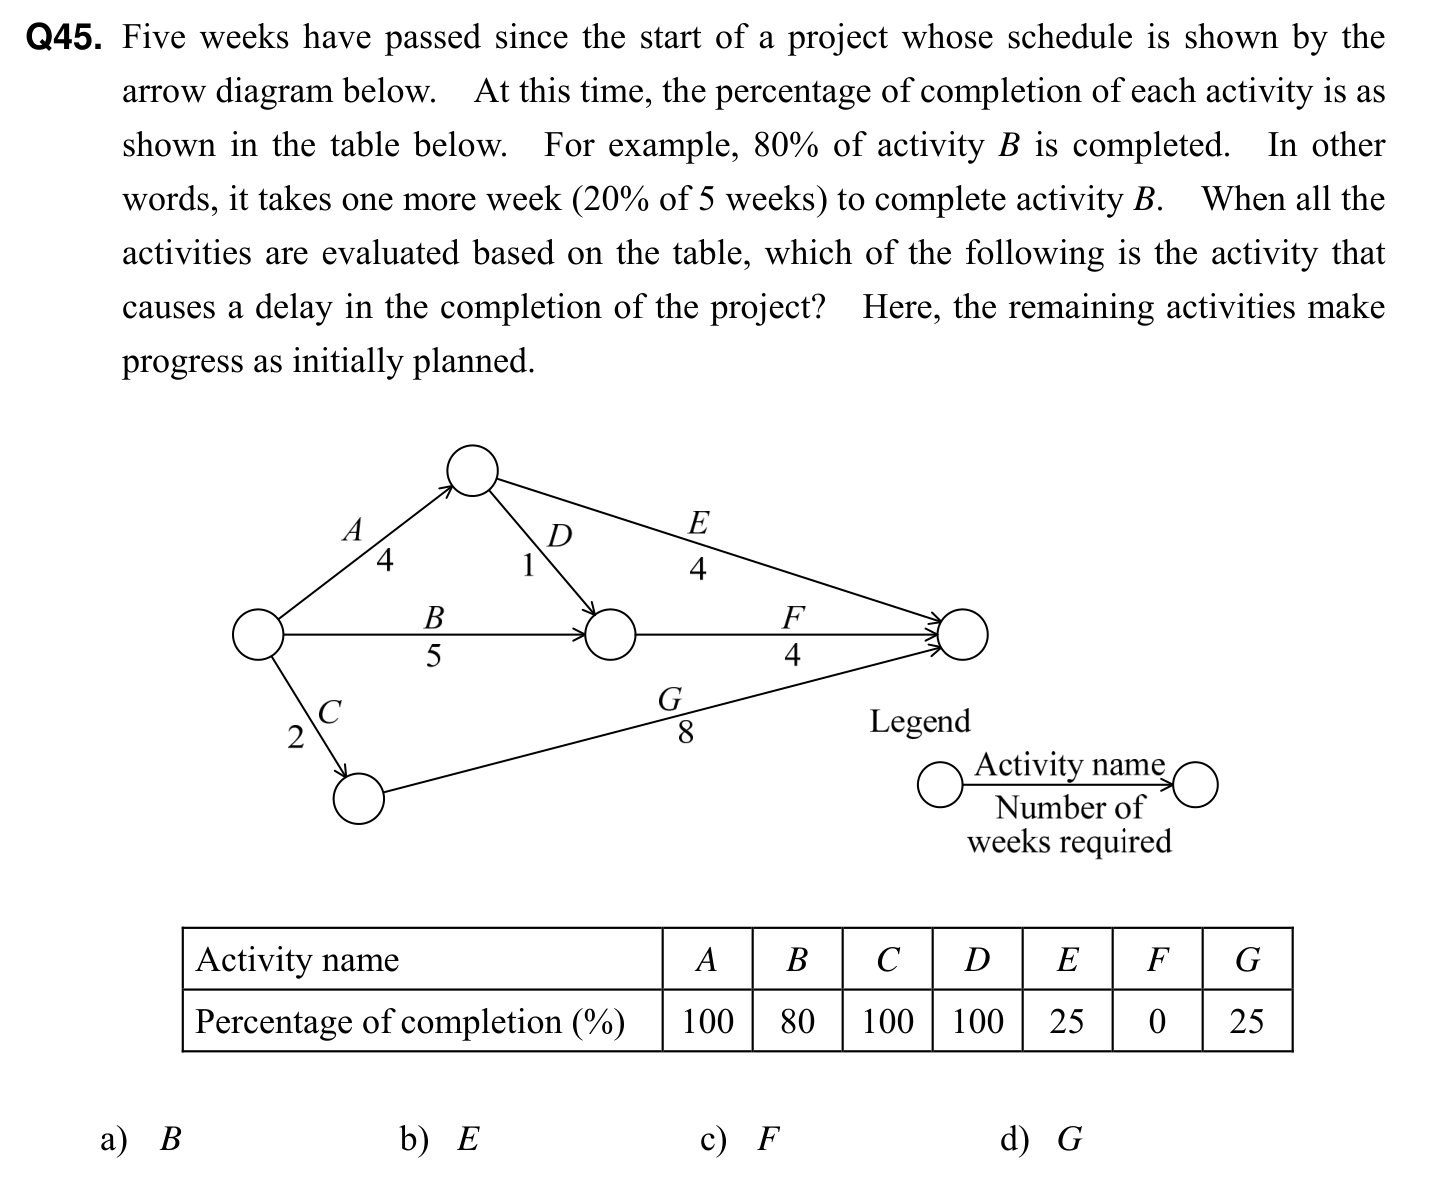 Q45. Five weeks have passed since the start of a project whose schedule is shown by the
arrow diagram below. At this time, the percentage of completion of each activity is as
shown in the table below. For example, 80% of activity B is completed. In other
words, it takes one more week (20% of 5 weeks) to complete activity B. When all the
activities are evaluated based on the table, which of the following is the activity that
causes a delay in the completion of the project? Here, the remaining activities make
progress as initially planned.
A
4
D
1
E
4
B
5
F
4
C
2
G
8
Legend
Activity name
Number of
weeks required
Activity name A B C D E F G
Percentage of completion (%) 100 80 100 100 25 0 25
a) B b) E c) F d) G